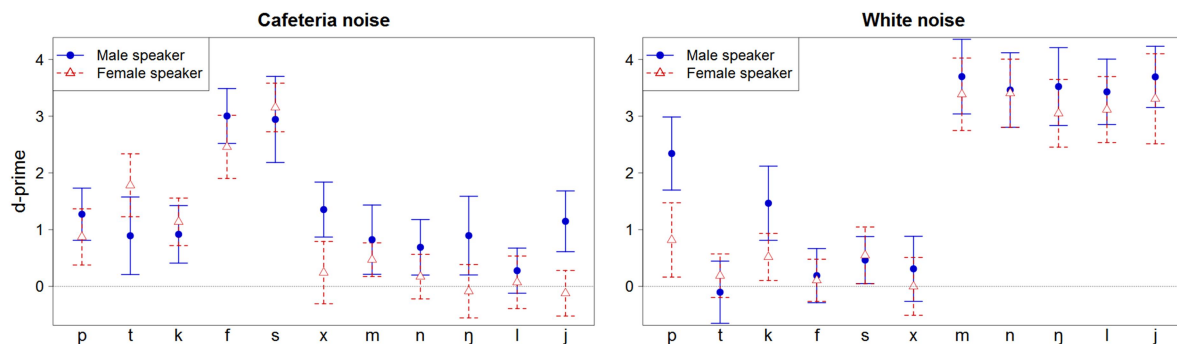 Cafeteria noise
Male speaker
Female speaker
d-prime
4
3
2
1
0
p t k f s x m n ŋ l j
White noise
Male speaker
Female speaker
4
3
2
1
0
p t k f s x m n ŋ l j